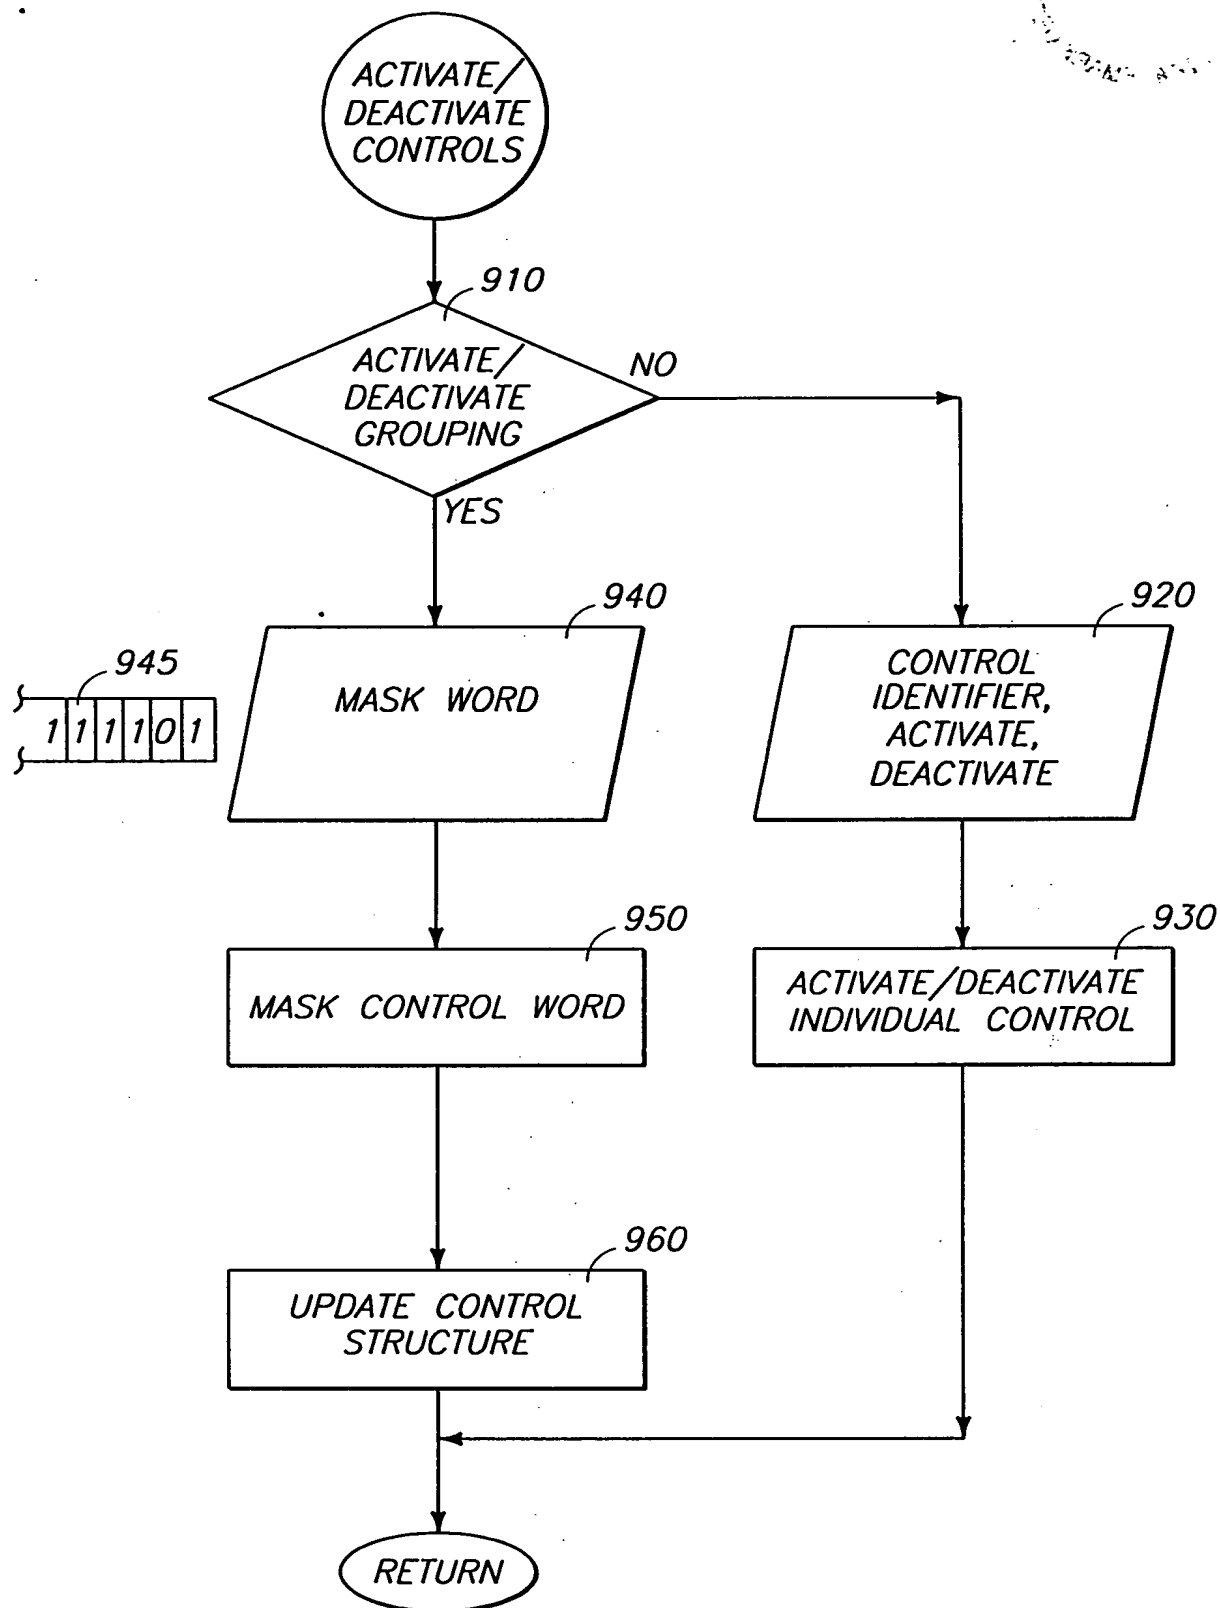 ACTIVATE/
DEACTIVATE
CONTROLS
910
ACTIVATE/
DEACTIVATE
GROUPING
NO
YES
940
MASK WORD
945
1 1 1 1 0 1
920
CONTROL
IDENTIFIER,
ACTIVATE,
DEACTIVATE
950
MASK CONTROL WORD
930
ACTIVATE/DEACTIVATE
INDIVIDUAL CONTROL
960
UPDATE CONTROL
STRUCTURE
RETURN